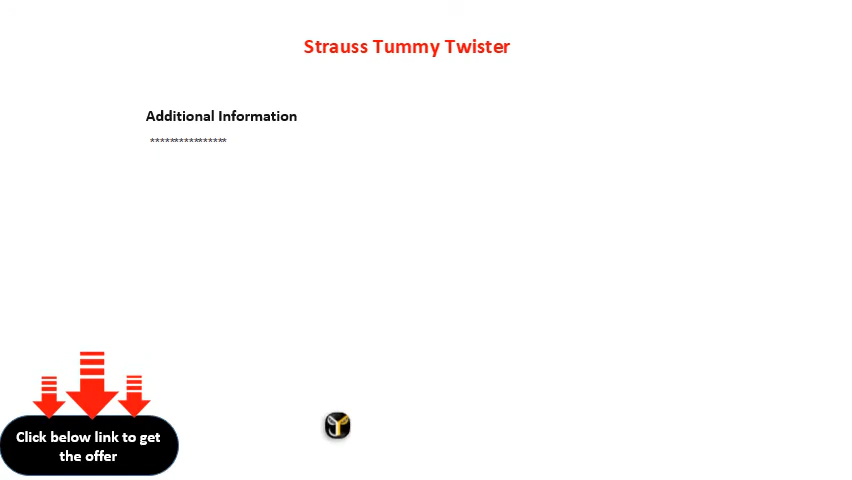 Strauss Tummy Twister
Additional Information
****************
Click below link to get
the offer